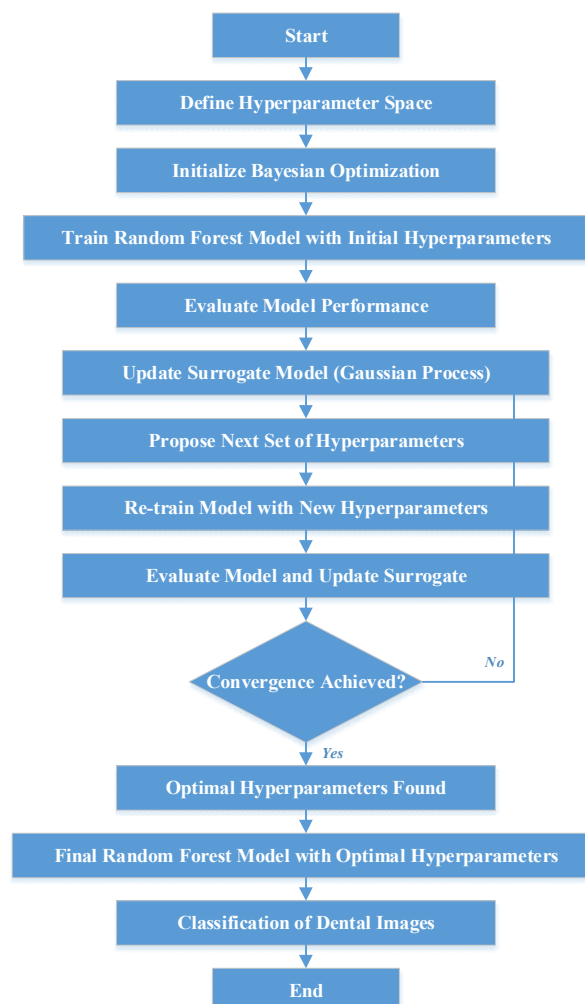 Start
Define Hyperparameter Space
Initialize Bayesian Optimization
Train Random Forest Model with Initial Hyperparameters
Evaluate Model Performance
Update Surrogate Model (Gaussian Process)
Propose Next Set of Hyperparameters
Re-train Model with New Hyperparameters
Evaluate Model and Update Surrogate
No
Convergence Achieved?
Yes
Optimal Hyperparameters Found
Final Random Forest Model with Optimal Hyperparameters
Classification of Dental Images
End